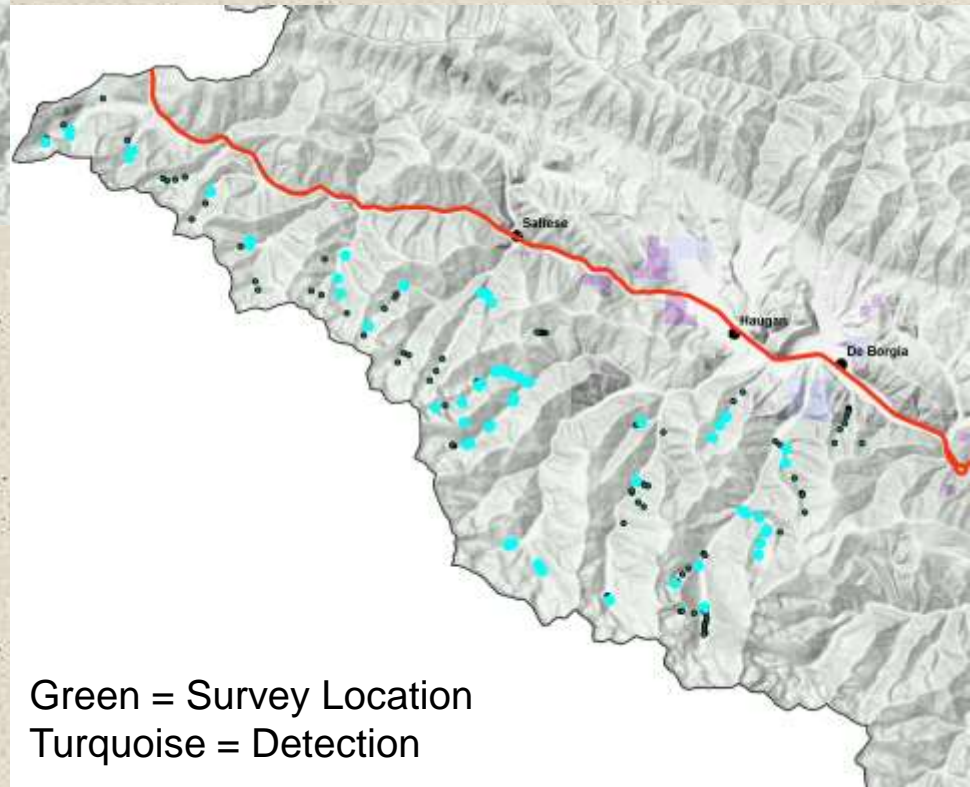 Saltese
Haugan
De Borgia
Green = Survey Location
Turquoise = Detection